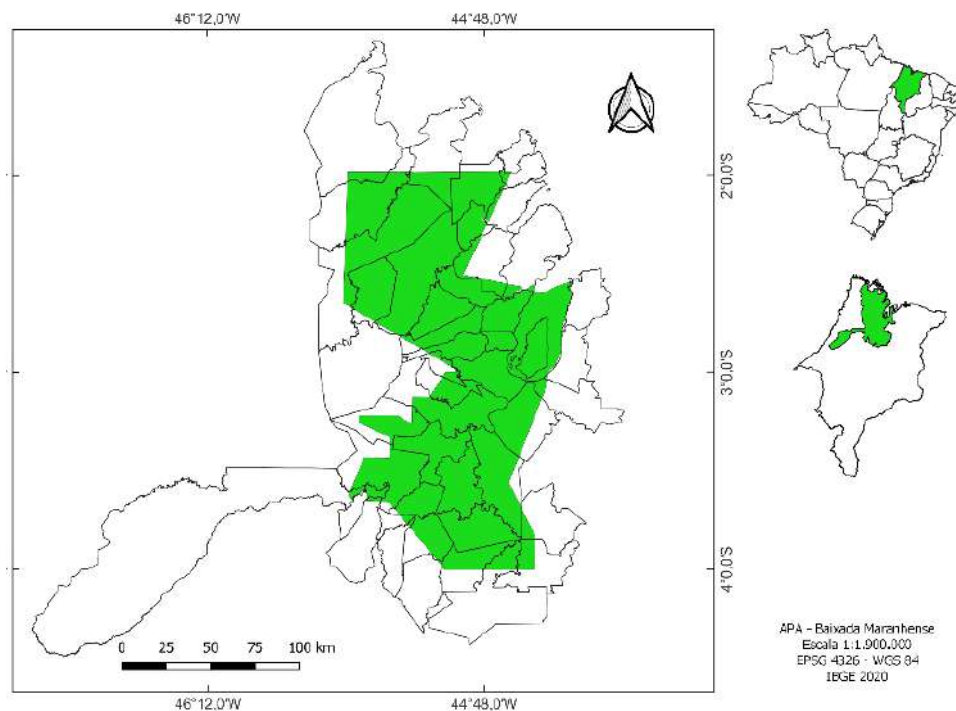 46°12,0'W 44°48,0'W
2°0,0'S
3°0,0'S
4°0,0'S
0 25 50 75 100 km
46°12,0'W 44°48,0'W
APA - Baixada Maranhense
Escala 1:1.900.000
EPSG 4326 - WGS 84
IBGE 2020